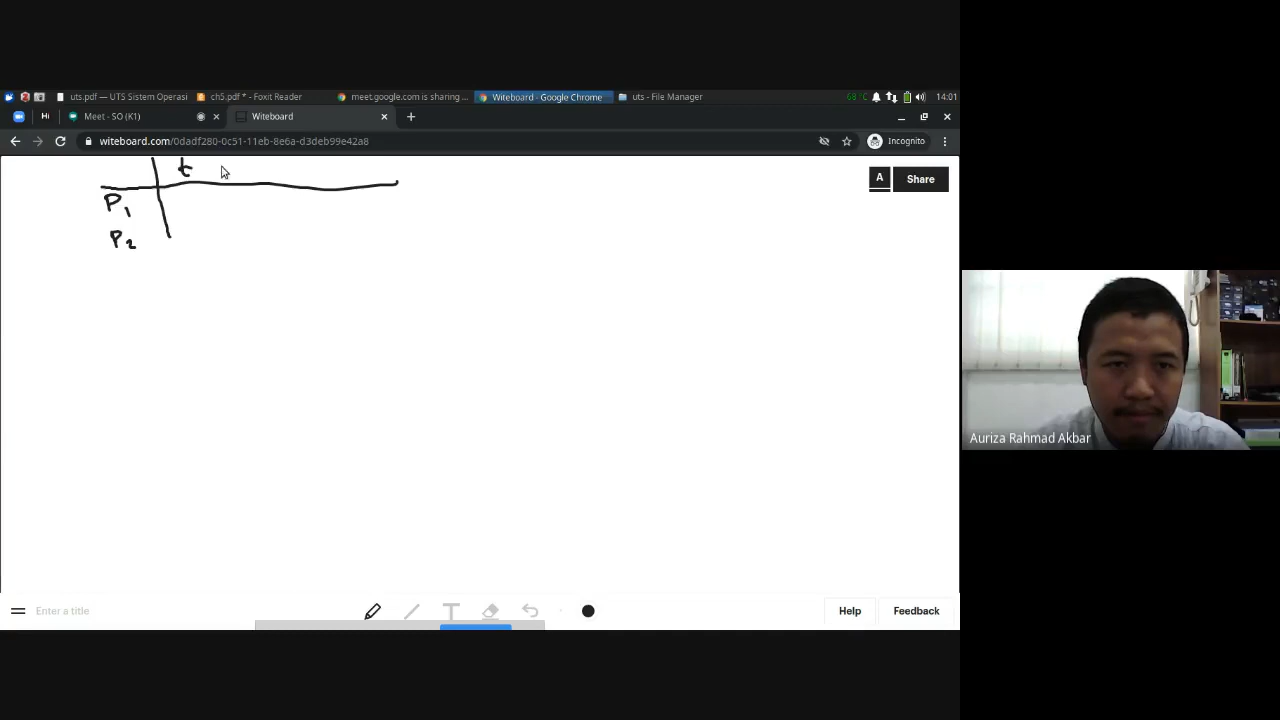 uts.pdf — UTS Sistem Operasi ch5.pdf * - Foxit Reader meet.google.com is sharing ... Witeboard - Google Chrome uts - File Manager 68°C 14:01
Hi Meet - SO (K1) Witeboard
witeboard.com/0dadf280-0c51-11eb-8e6a-d3deb99e42a8 Incognito
t
A Share
P1
P2
Auriza Rahmad Akbar
Enter a title T Help Feedback